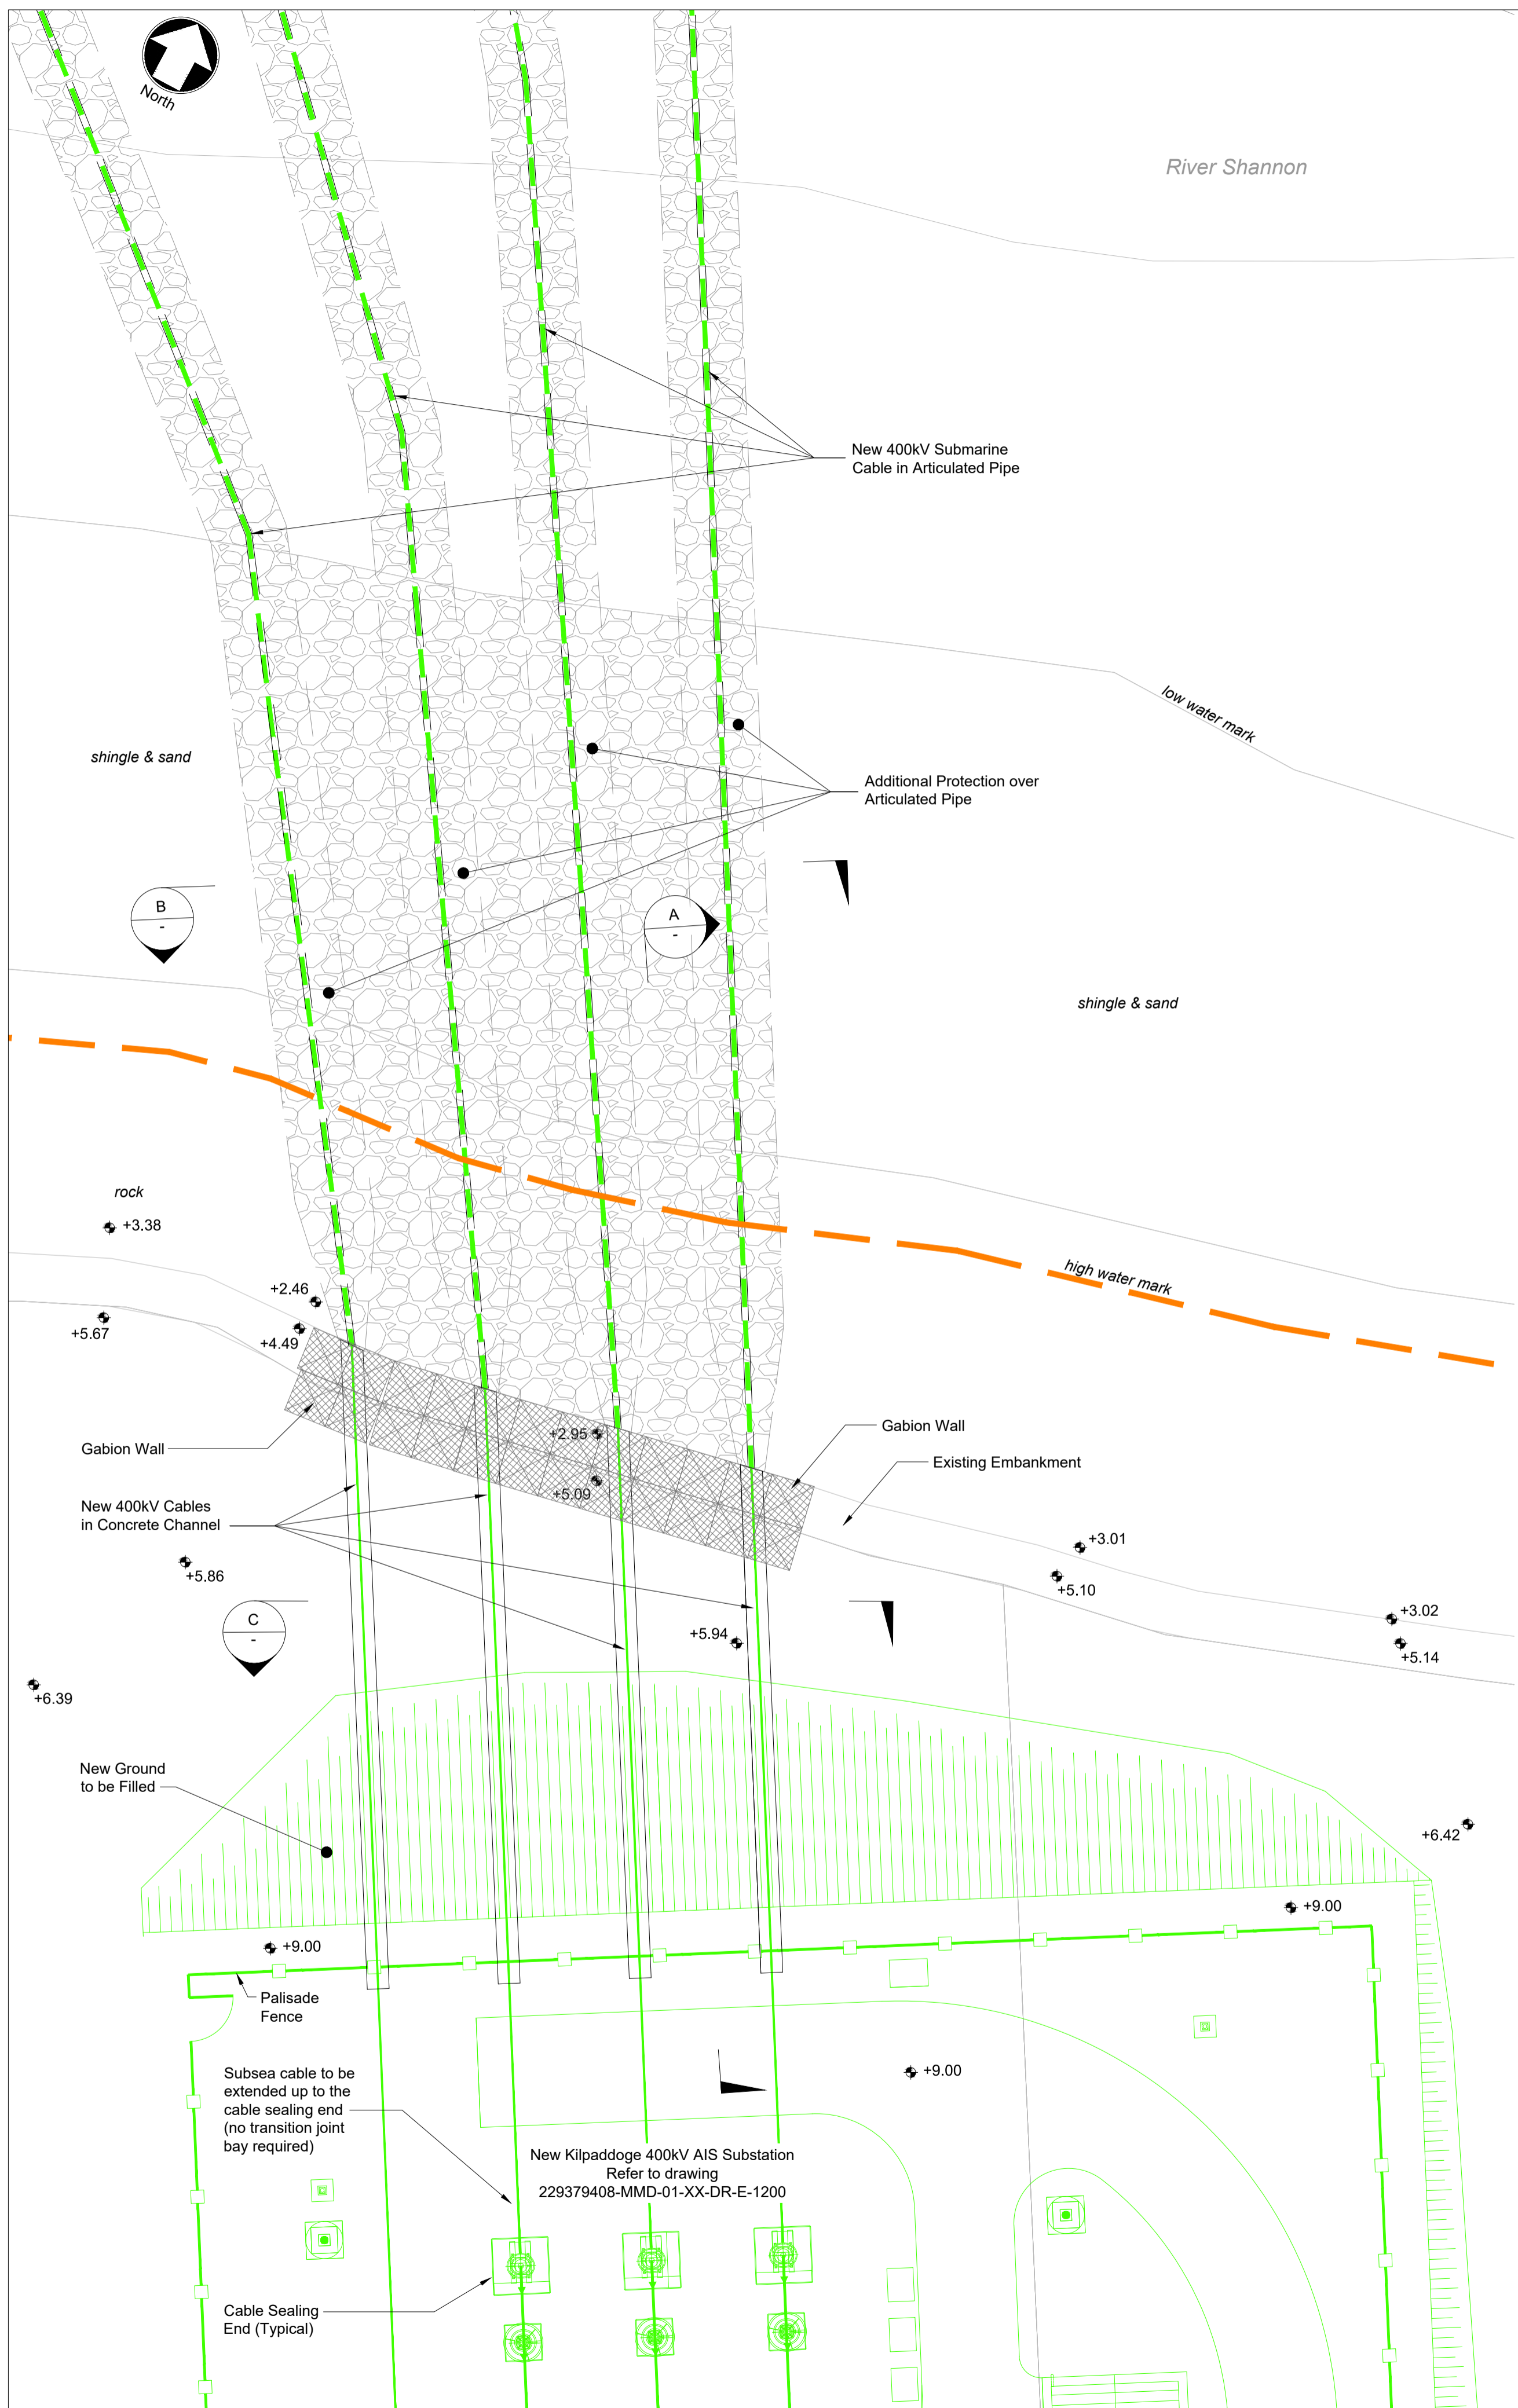 North
River Shannon
New 400kV Submarine
Cable in Articulated Pipe
low water mark
shingle & sand
Additional Protection over
Articulated Pipe
B
-
A
-
shingle & sand
rock
+3.38
high water mark
+2.46
+5.67
+4.49
Gabion Wall
+2.95
Gabion Wall
Existing Embankment
+5.09
New 400kV Cables
in Concrete Channel
+3.01
+5.86
+5.10
C
-
+3.02
+5.94
+5.14
+6.39
New Ground
to be Filled
+6.42
+9.00
+9.00
Palisade
Fence
Subsea cable to be
extended up to the
cable sealing end
(no transition joint
bay required)
+9.00
New Kilpaddoge 400kV AIS Substation
Refer to drawing
229379408-MMD-01-XX-DR-E-1200
Cable Sealing
End (Typical)